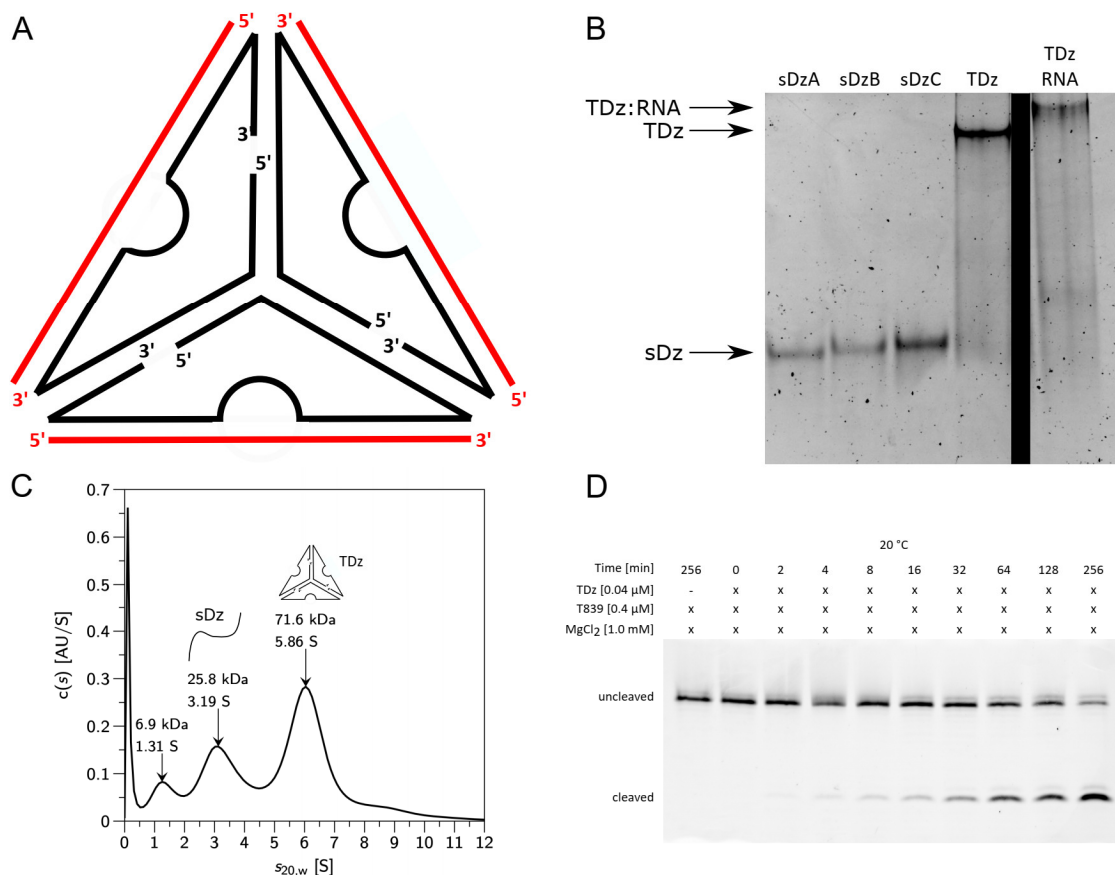 A
5' 3'
3'
5'
5'
3'
3' 5'
3' 5'
5' 3'
B
sDzA sDzB sDzC TDz TDz
RNA
TDz:RNA
TDz
sDz
C
c(s) [AU/S]
0.7
0.6
0.5
0.4
0.3
0.2
0.1
0
TDz
71.6 kDa
5.86 S
sDz
25.8 kDa
3.19 S
6.9 kDa
1.31 S
0 1 2 3 4 5 6 7 8 9 10 11 12
s20,w [S]
D
20 °C
Time [min] 256 0 2 4 8 16 32 64 128 256
TDz [0.04 µM] - x x x x x x x x x
T839 [0.4 µM] x x x x x x x x x x
MgCl2 [1.0 mM] x x x x x x x x x x
uncleaved
cleaved